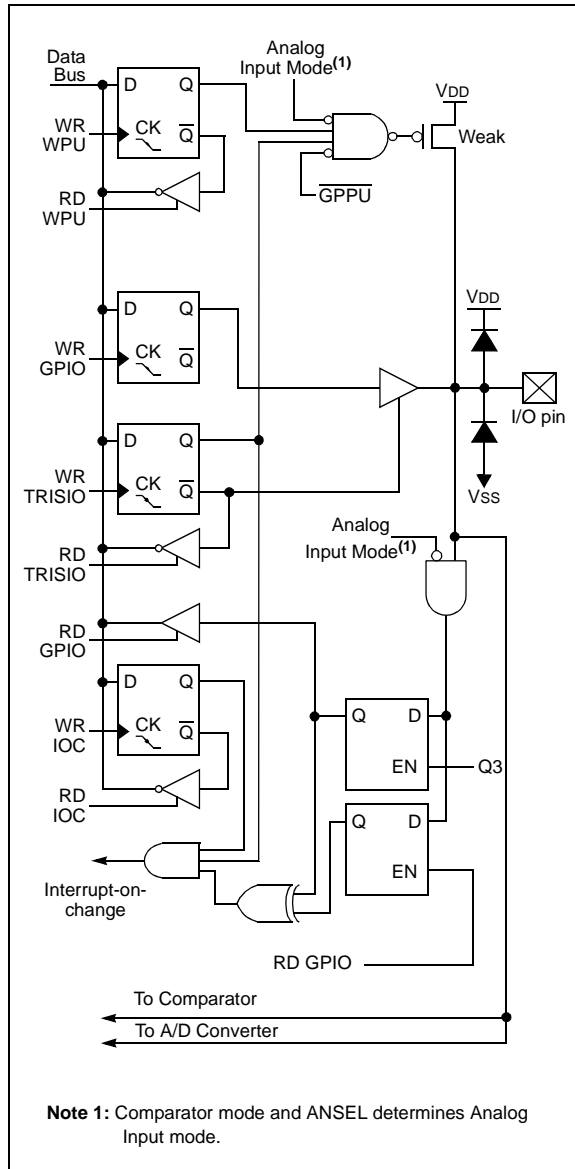 Data
Bus
D Q
WR
WPU
CK Q
RD
WPU
Analog
Input Mode(1)
GPPU
VDD
Weak
D Q
WR
GPIO
CK Q
VDD
I/O pin
VSS
D Q
WR
TRISIO
CK Q
RD
TRISIO
Analog
Input Mode(1)
RD
GPIO
D Q
WR
IOC
CK Q
RD
IOC
Q D
EN
Q3
Q D
EN
Interrupt-on-
change
RD GPIO
To Comparator
To A/D Converter
Note 1: Comparator mode and ANSEL determines Analog
Input mode.